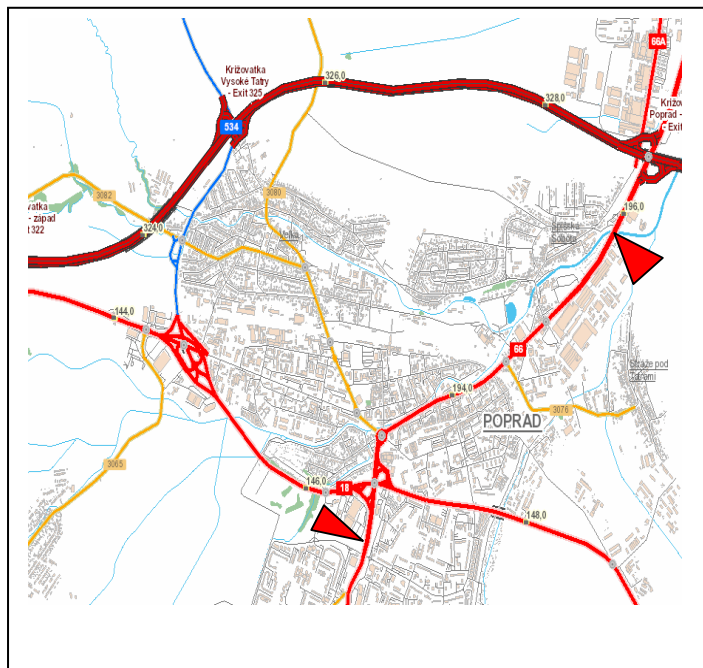 66A
Križovatka
Vysoké Tatry
- Exit 325
326,0
328,0
Križo
Poprad -
Exit
534
3080
3082
vatka
- západ
t 322
324,0
Veľká
Spišská
Sobota
196,0
144,0
66
Stráže pod
Tatrami
194,0
3076
POPRAD
3065
146,0
18
148,0